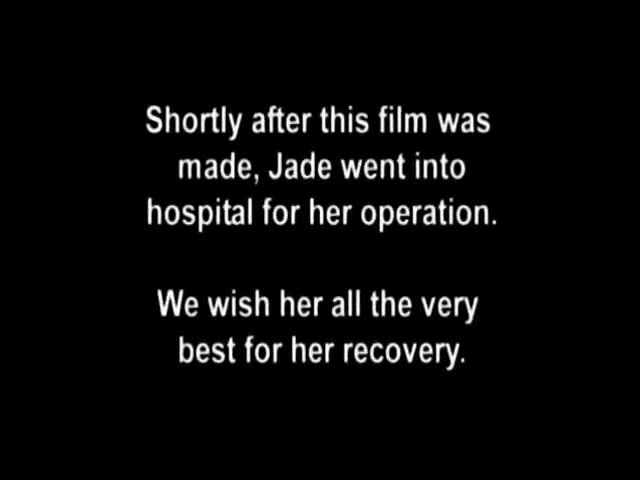 Shortly after this film was
made, Jade went into
hospital for her operation.
We wish her all the very
best for her recovery.